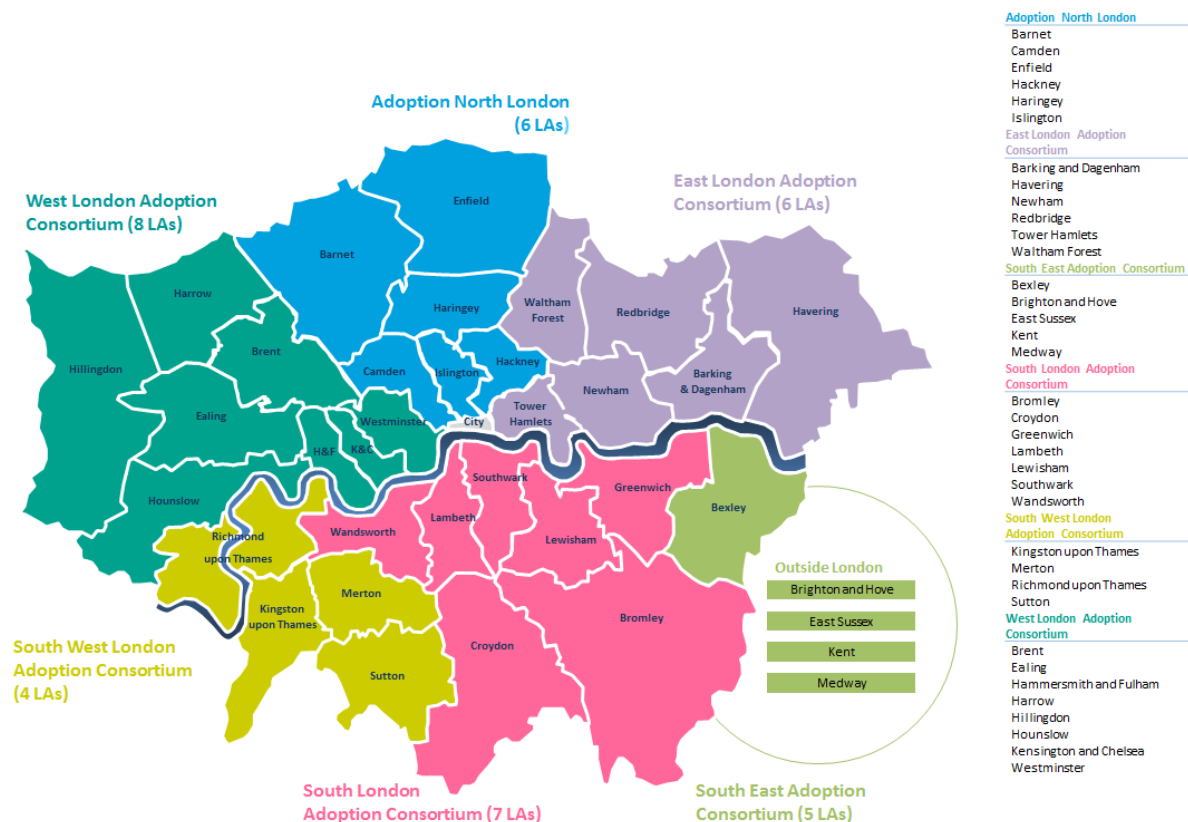 Adoption North London
(6 LAs)
West London Adoption
Consortium (8 LAs)
East London Adoption
Consortium (6 LAs)
Enfield
Barnet
Harrow
Haringey
Waltham
Forest
Redbridge
Havering
Hillingdon
Brent
Camden
Islington
Hackney
Newham
Barking
& Dagenham
Ealing
Westminster
City
Tower
Hamlets
H&F
K&C
Hounslow
Southwark
Greenwich
Bexley
Richmond
upon Thames
Wandsworth
Lambeth
Lewisham
Kingston
upon Thames
Merton
Sutton
Croydon
Bromley
Outside London
Brighton and Hove
East Sussex
Kent
Medway
South West London
Adoption Consortium
(4 LAs)
South London
Adoption Consortium (7 LAs)
South East Adoption
Consortium (5 LAs)
Adoption North London
Barnet
Camden
Enfield
Hackney
Haringey
Islington
East London Adoption
Consortium
Barking and Dagenham
Havering
Newham
Redbridge
Tower Hamlets
Waltham Forest
South East Adoption Consortium
Bexley
Brighton and Hove
East Sussex
Kent
Medway
South London Adoption
Consortium
Bromley
Croydon
Greenwich
Lambeth
Lewisham
Southwark
Wandsworth
South West London
Adoption Consortium
Kingston upon Thames
Merton
Richmond upon Thames
Sutton
West London Adoption
Consortium
Brent
Ealing
Hammersmith and Fulham
Harrow
Hillingdon
Hounslow
Kensington and Chelsea
Westminster